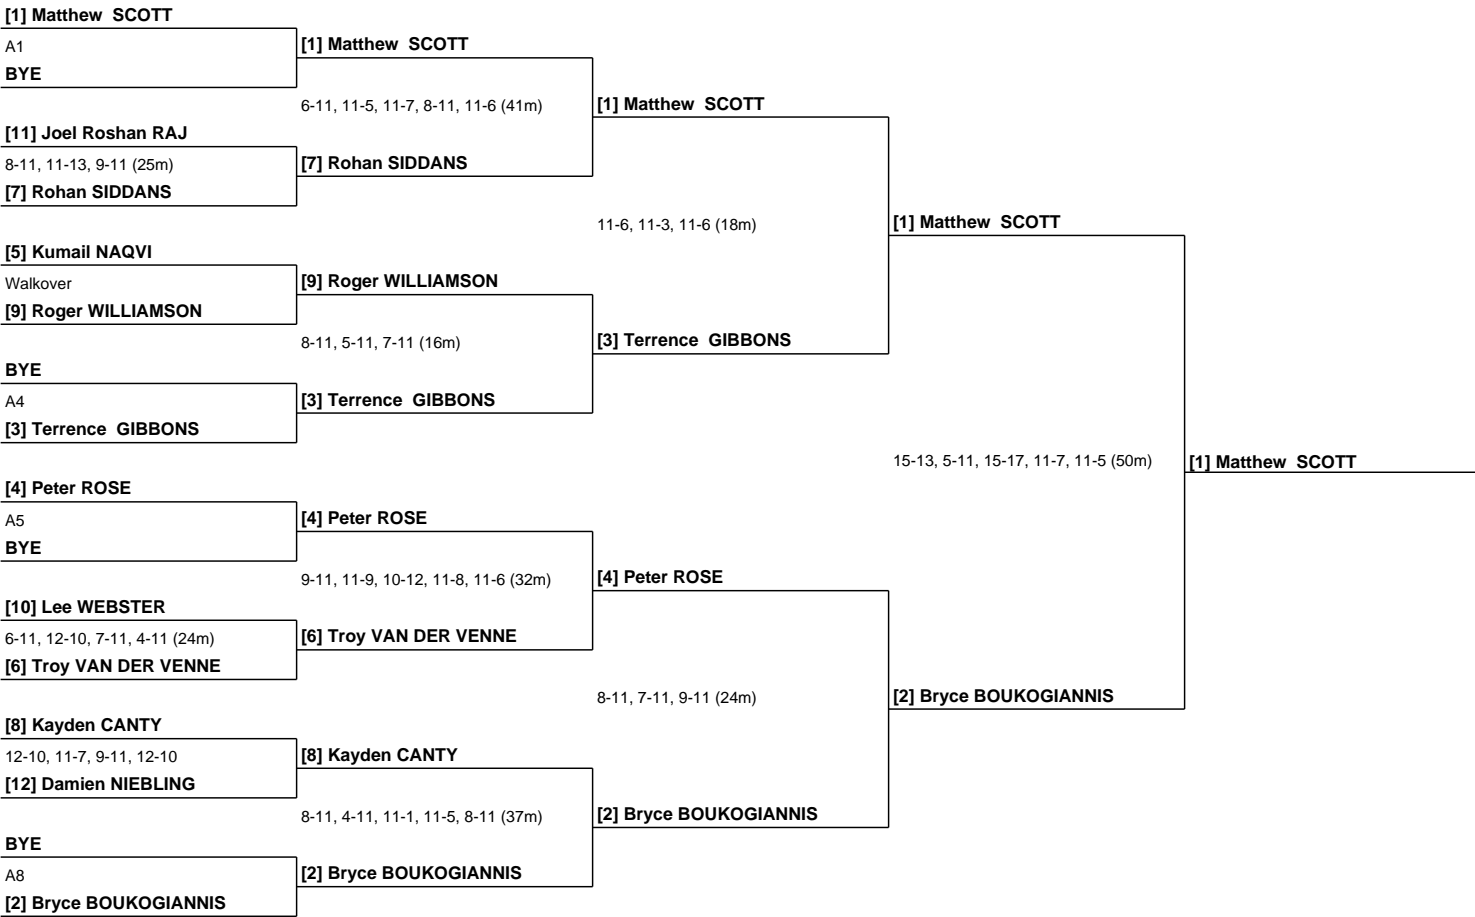 [1] Matthew  SCOTT
A1
BYE
[11] Joel Roshan RAJ
8-11, 11-13, 9-11 (25m)
[7] Rohan SIDDANS
[5] Kumail NAQVI
Walkover
[9] Roger WILLIAMSON
BYE
A4
[3] Terrence  GIBBONS
[4] Peter ROSE
A5
BYE
[10] Lee WEBSTER
6-11, 12-10, 7-11, 4-11 (24m)
[6] Troy VAN DER VENNE
[8] Kayden CANTY
12-10, 11-7, 9-11, 12-10
[12] Damien NIEBLING
BYE
A8
[2] Bryce BOUKOGIANNIS
[1] Matthew  SCOTT
6-11, 11-5, 11-7, 8-11, 11-6 (41m)
[7] Rohan SIDDANS
[9] Roger WILLIAMSON
8-11, 5-11, 7-11 (16m)
[3] Terrence  GIBBONS
[4] Peter ROSE
9-11, 11-9, 10-12, 11-8, 11-6 (32m)
[6] Troy VAN DER VENNE
[8] Kayden CANTY
8-11, 4-11, 11-1, 11-5, 8-11 (37m)
[2] Bryce BOUKOGIANNIS
[1] Matthew  SCOTT
11-6, 11-3, 11-6 (18m)
[3] Terrence  GIBBONS
[4] Peter ROSE
8-11, 7-11, 9-11 (24m)
[2] Bryce BOUKOGIANNIS
[1] Matthew  SCOTT
15-13, 5-11, 15-17, 11-7, 11-5 (50m)
[2] Bryce BOUKOGIANNIS
[1] Matthew  SCOTT